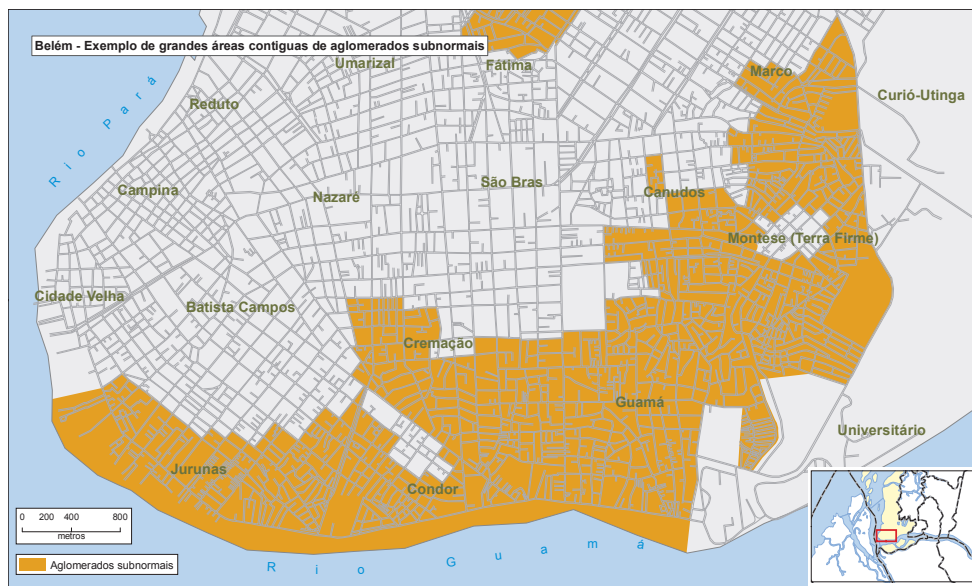 Belém - Exemplo de grandes áreas contiguas de aglomerados subnormais
Umarizal
Fátima
Marco
Curió-Utinga
Reduto
Rio Pará
Campina
Nazaré
São Bras
Canudos
Montese (Terra Firme)
Cidade Velha
Batista Campos
Cremação
Guamá
Universitário
Jurunas
Condor
0 200 400 800
metros
Rio Guamá
Aglomerados subnormais